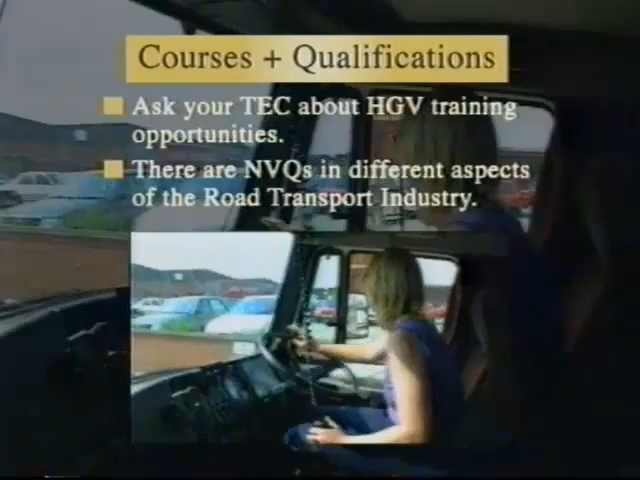 Courses + Qualifications
Ask your TEC about HGV training
opportunities.
There are NVQs in different aspects
of the Road Transport Industry.